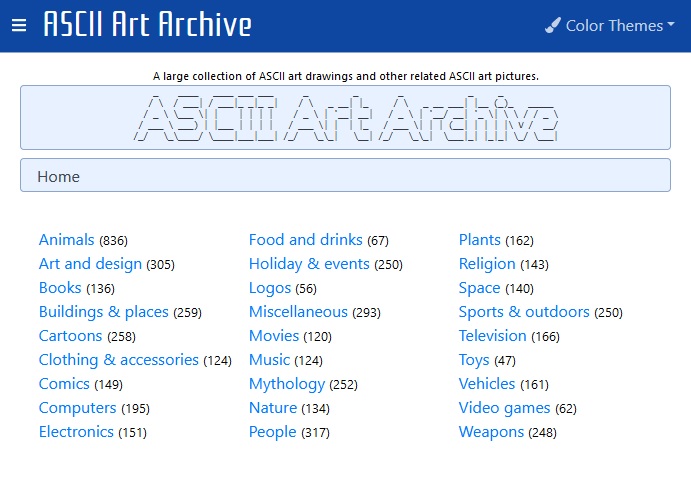 ASCII Art Archive
Color Themes
A large collection of ASCII art drawings and other related ASCII art pictures.
ASCII Art Archive
Home
Animals (836)
Art and design (305)
Books (136)
Buildings & places (259)
Cartoons (258)
Clothing & accessories (124)
Comics (149)
Computers (195)
Electronics (151)
Food and drinks (67)
Holiday & events (250)
Logos (56)
Miscellaneous (293)
Movies (120)
Music (124)
Mythology (252)
Nature (134)
People (317)
Plants (162)
Religion (143)
Space (140)
Sports & outdoors (250)
Television (166)
Toys (47)
Vehicles (161)
Video games (62)
Weapons (248)